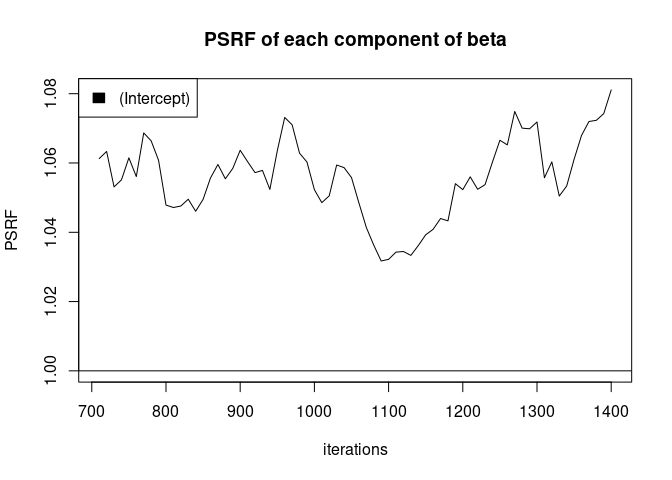 PSRF of each component of beta
(Intercept)
PSRF
1.08
1.06
1.04
1.02
1.00
700 800 900 1000 1100 1200 1300 1400
iterations